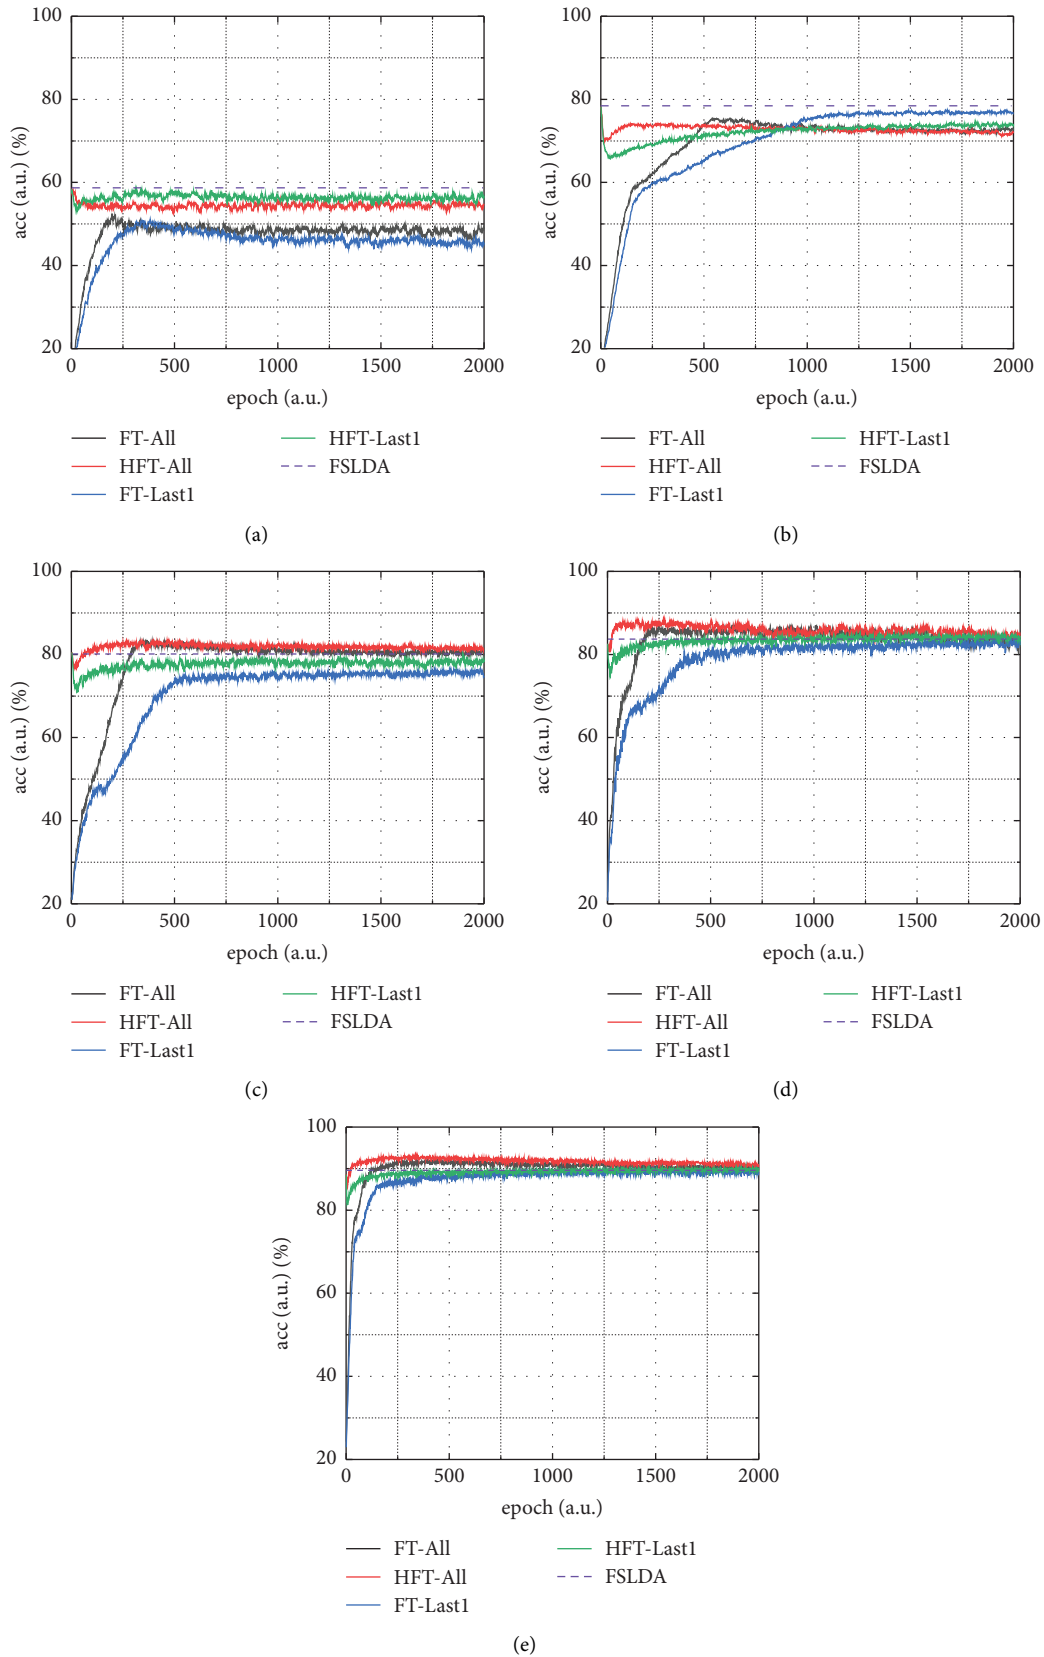 100
80
60
40
20
acc (a.u.) (%)
0 500 1000 1500 2000
epoch (a.u.)
FT-All
HFT-All
FT-Last1
HFT-Last1
FSLDA
(a)
100
80
60
40
20
acc (a.u.) (%)
0 500 1000 1500 2000
epoch (a.u.)
FT-All
HFT-All
FT-Last1
HFT-Last1
FSLDA
(b)
100
80
60
40
20
acc (a.u.) (%)
0 500 1000 1500 2000
epoch (a.u.)
FT-All
HFT-All
FT-Last1
HFT-Last1
FSLDA
(c)
100
80
60
40
20
acc (a.u.) (%)
0 500 1000 1500 2000
epoch (a.u.)
FT-All
HFT-All
FT-Last1
HFT-Last1
FSLDA
(d)
100
80
60
40
20
acc (a.u.) (%)
0 500 1000 1500 2000
epoch (a.u.)
FT-All
HFT-All
FT-Last1
HFT-Last1
FSLDA
(e)